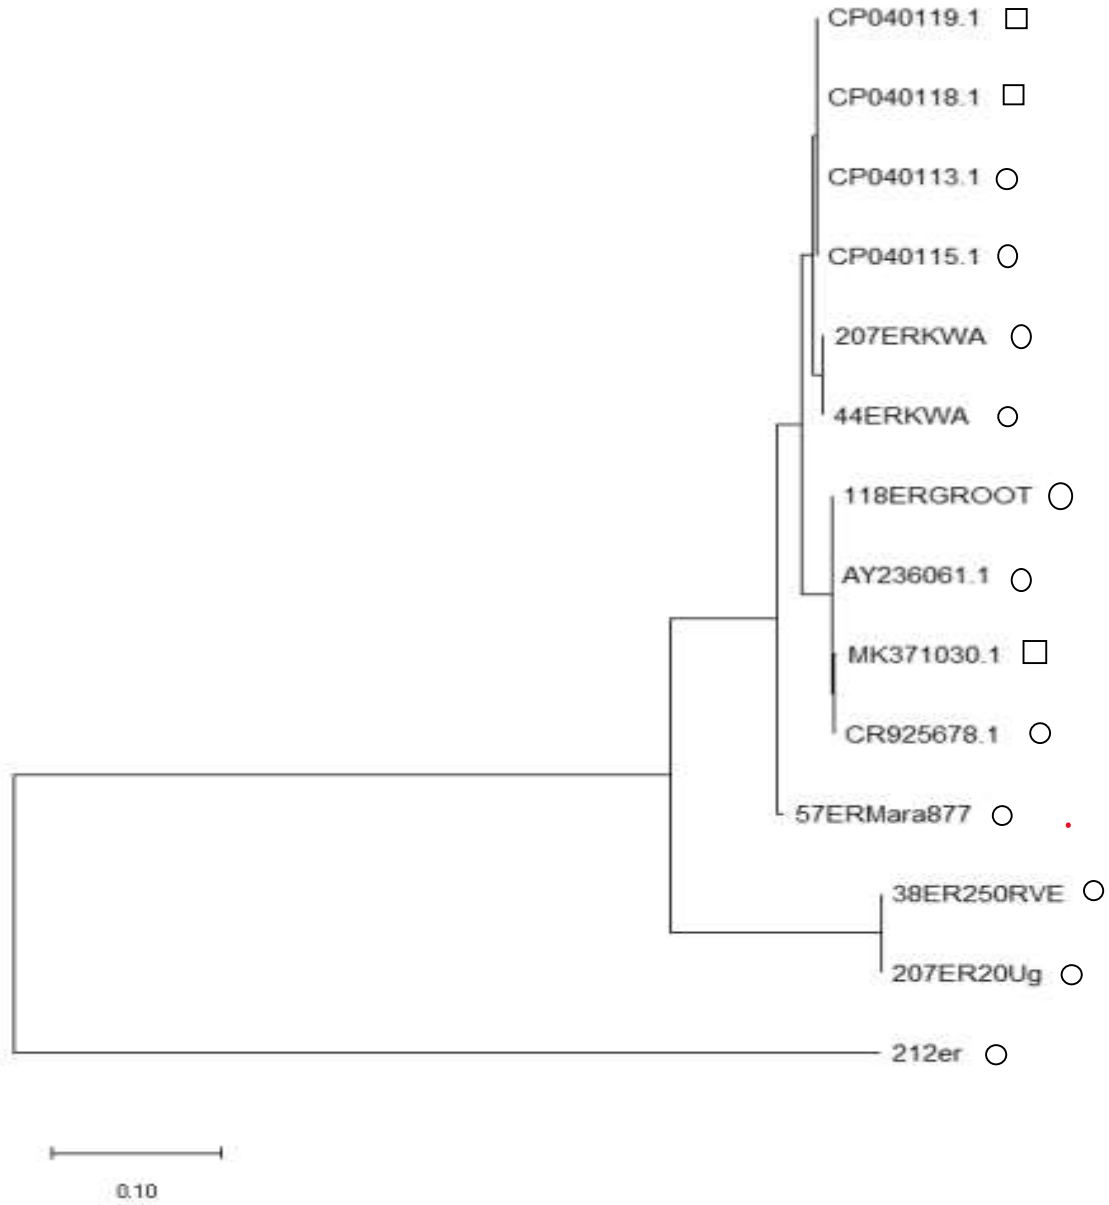 CP040119.1
CP040118.1
CP040113.1
CP040115.1
207ERKWA
44ERKWA
118ERGROOT
AY236061.1
MK371030.1
CR925678.1
57ERMara877
38ER250RVE
207ER20Ug
212er
0.10